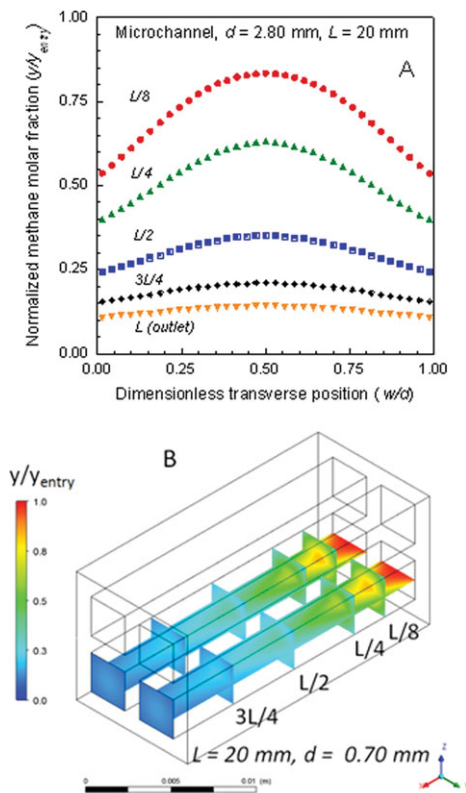 Microchannel, d = 2.80 mm, L = 20 mm
A
Normalized methane molar fraction (y/y_entry)
1.00
0.75
0.50
0.25
0.00
L/8
L/4
L/2
3L/4
L (outlet)
0.00 0.25 0.50 0.75 1.00
Dimensionless transverse position ( w/d)
B
y/y_entry
1.0
0.8
0.5
0.3
0.0
L/8
L/4
L/2
3L/4
L = 20 mm, d = 0.70 mm
0 0.005 0.01 (m)
Z
X